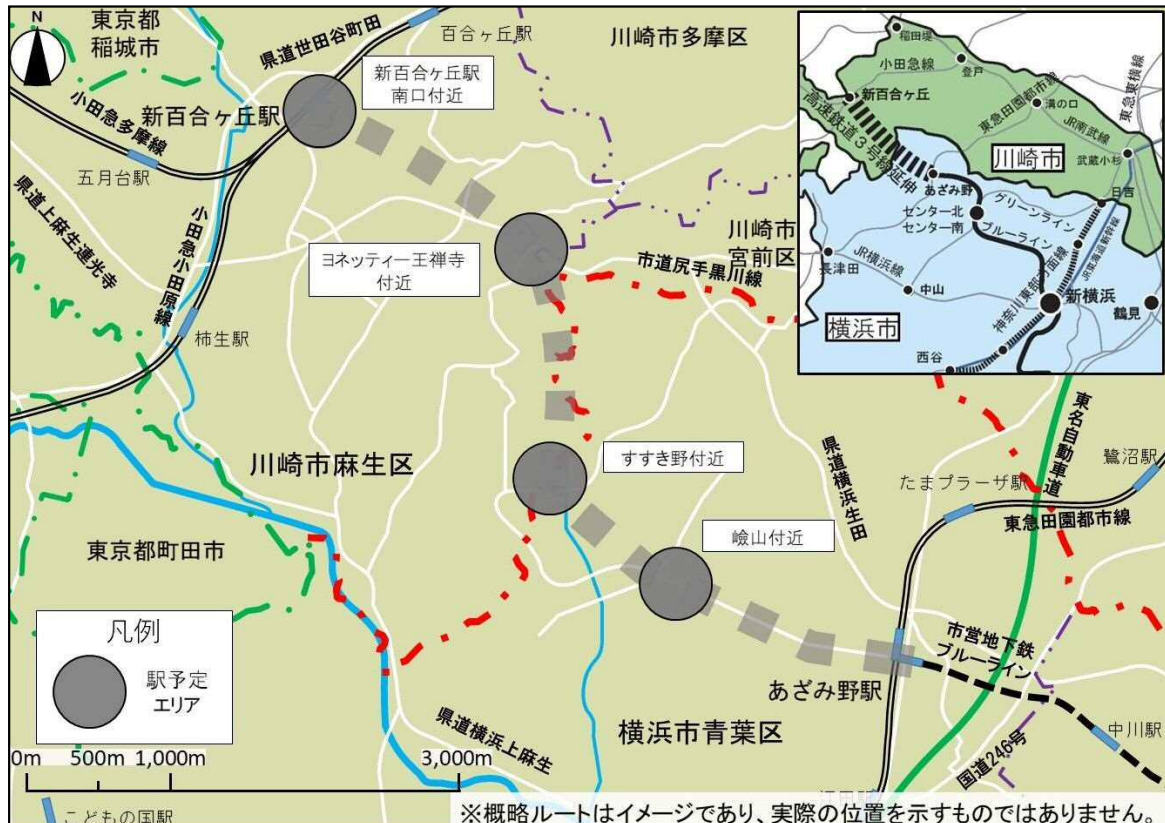 東京都
稲城市
N
県道世田谷町田
百合ヶ丘駅
川崎市多摩区
新百合ヶ丘駅
南口付近
新百合ヶ丘駅
小田急多摩線
五月台駅
県道上麻生連光寺
小田急小田原線
柿生駅
ヨネッティー王禅寺
付近
川崎市
宮前区
市道尻手黒川線
稲田堤
小田急線
登戸
新百合ヶ丘
東急田園都市線
溝の口
東急東横線
JR南武線
高速鉄道3号線延伸
川崎市
武蔵小杉
あざみ野
日吉
センター北
センター南
グリーンライン
ブルーライン
JR東海道新幹線
JR横浜線
長津田
中山
神奈川東部方面線
新横浜
鶴見
横浜市
西谷
川崎市麻生区
すすき野付近
県道横浜生田
東名自動車道
鷺沼駅
たまプラーザ駅
東急田園都市線
東京都町田市
嶮山付近
凡例
駅予定
エリア
市営地下鉄
ブルーライン
あざみ野駅
横浜市青葉区
県道横浜上麻生
国道246号
中川駅
0m
500m
1,000m
3,000m
江田駅
こどもの国駅
※概略ルートはイメージであり、実際の位置を示すものではありません。